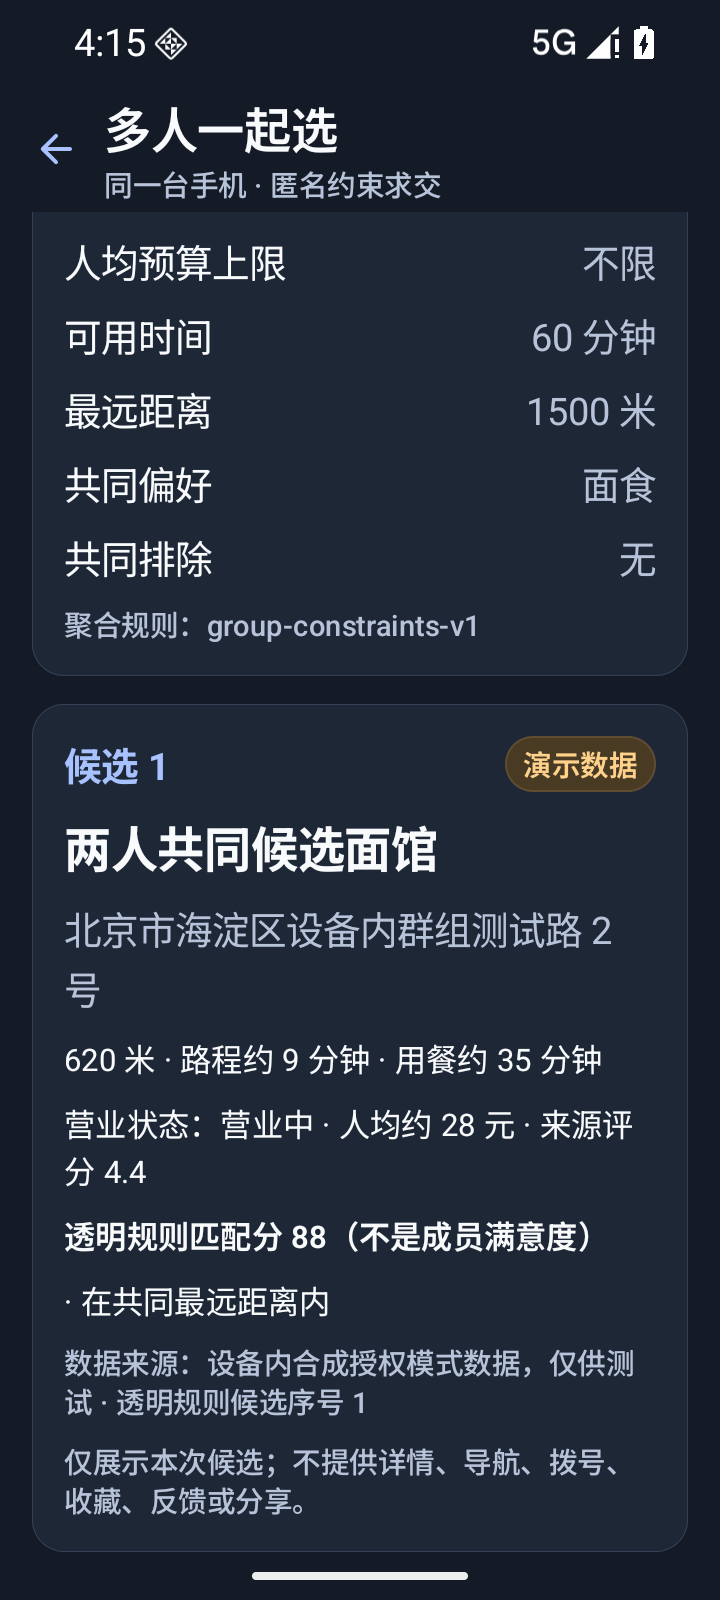 4:15
5G
多人一起选
同一台手机 · 匿名约束求交
人均预算上限 不限
可用时间 60 分钟
最远距离 1500 米
共同偏好 面食
共同排除 无
聚合规则：group-constraints-v1
候选 1 演示数据
两人共同候选面馆
北京市海淀区设备内群组测试路 2
号
620 米 · 路程约 9 分钟 · 用餐约 35 分钟
营业状态：营业中 · 人均约 28 元 · 来源评
分 4.4
透明规则匹配分 88（不是成员满意度）
· 在共同最远距离内
数据来源：设备内合成授权模式数据，仅供测
试 · 透明规则候选序号 1
仅展示本次候选；不提供详情、导航、拨号、
收藏、反馈或分享。